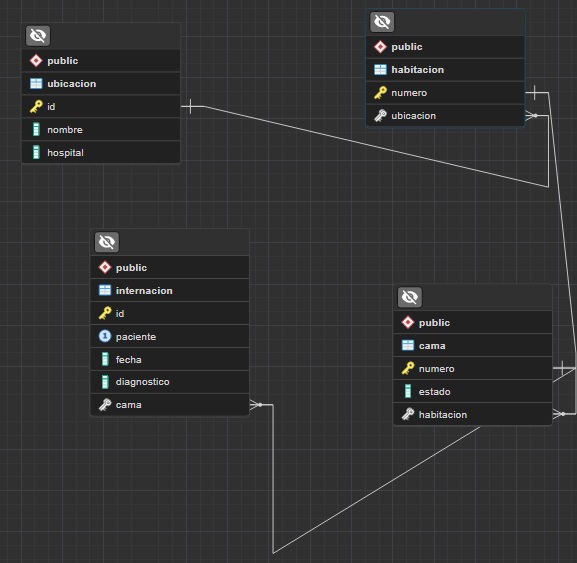 public
ubicacion
id
nombre
hospital
public
habitacion
numero
ubicacion
public
internacion
id
1
paciente
fecha
diagnostico
cama
public
cama
numero
estado
habitacion